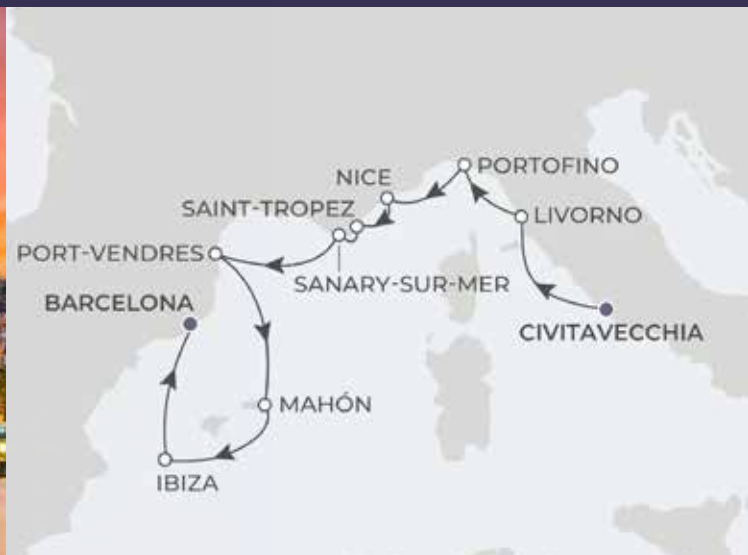 PORTOFINO
NICE
SAINT-TROPEZ
LIVORNO
PORT-VENDRES
SANARY-SUR-MER
BARCELONA
CIVITAVECCHIA
MAHÓN
IBIZA